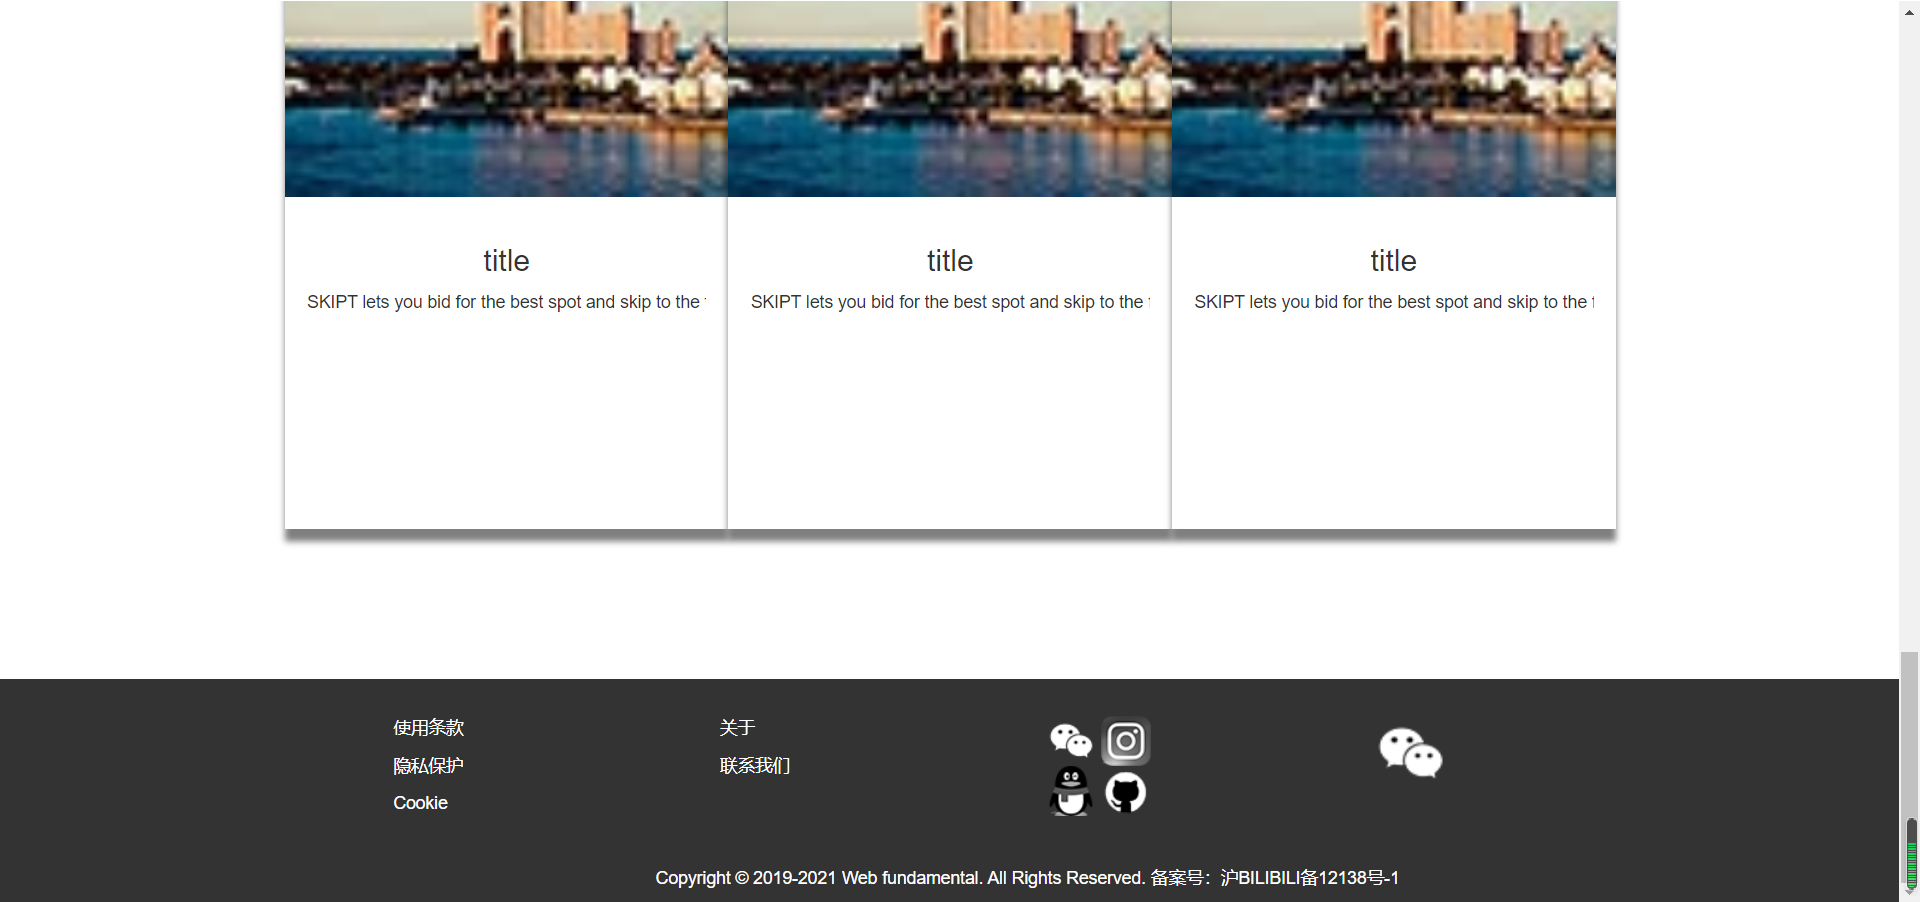 title
SKIPT lets you bid for the best spot and skip to the
title
SKIPT lets you bid for the best spot and skip to the
title
SKIPT lets you bid for the best spot and skip to the
使用条款
隐私保护
Cookie
关于
联系我们
Copyright © 2019-2021 Web fundamental. All Rights Reserved. 备案号：沪BILIBILI备12138号-1